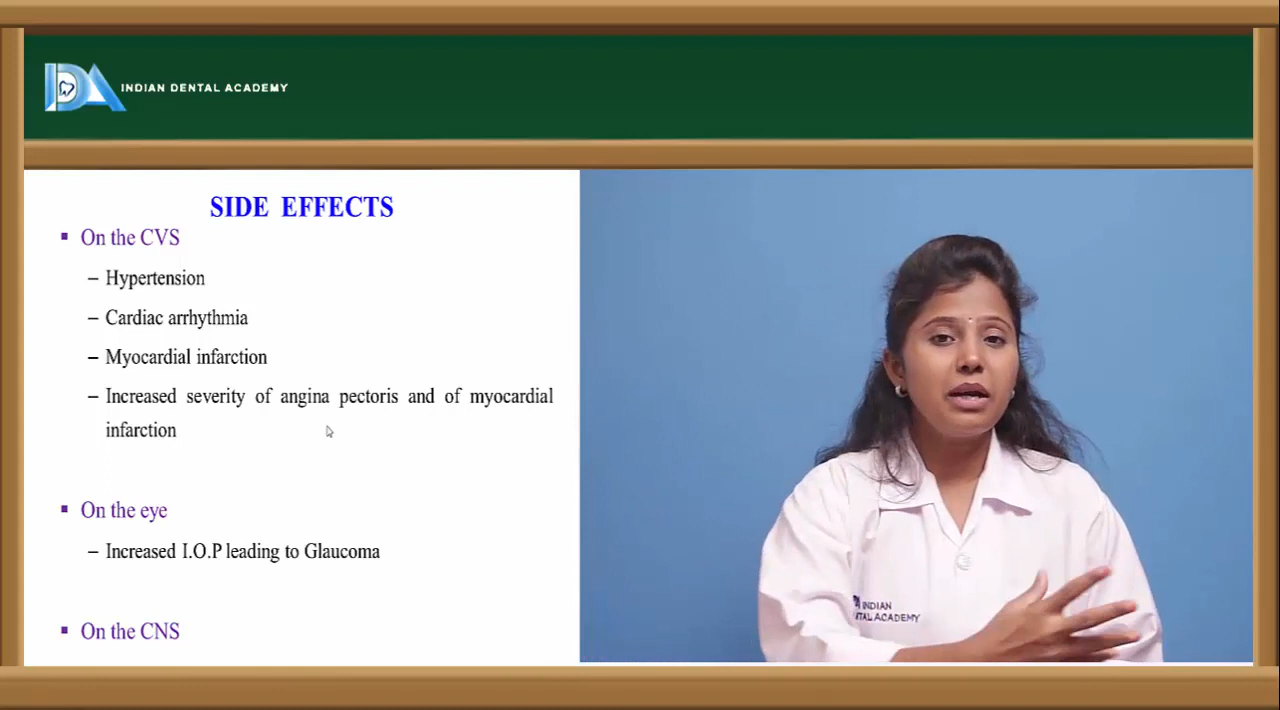 INDIAN DENTAL ACADEMY
SIDE EFFECTS
▪ On the CVS
– Hypertension
– Cardiac arrhythmia
– Myocardial infarction
– Increased severity of angina pectoris and of myocardial
infarction
▪ On the eye
– Increased I.O.P leading to Glaucoma
▪ On the CNS
INDIAN
ACADEMY